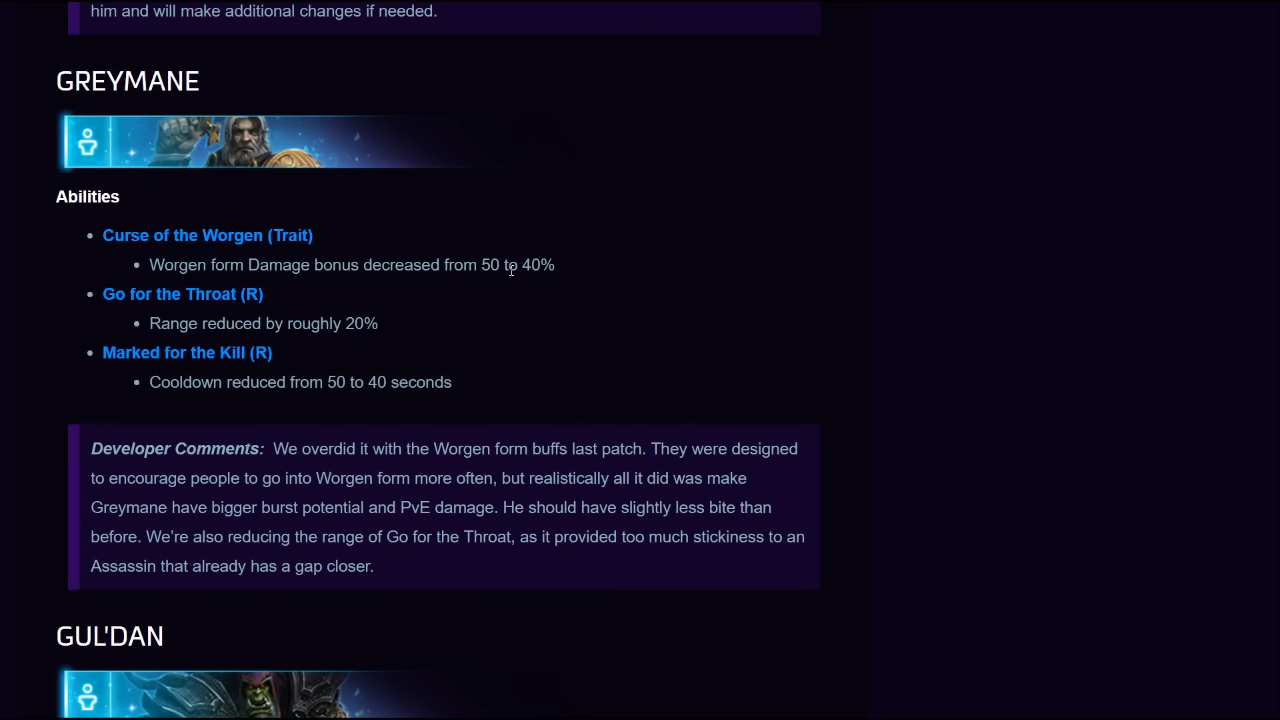 him and will make additional changes if needed.
GREYMANE
Abilities
Curse of the Worgen (Trait)
Worgen form Damage bonus decreased from 50 to 40%
Go for the Throat (R)
Range reduced by roughly 20%
Marked for the Kill (R)
Cooldown reduced from 50 to 40 seconds
Developer Comments: We overdid it with the Worgen form buffs last patch. They were designed
to encourage people to go into Worgen form more often, but realistically all it did was make
Greymane have bigger burst potential and PvE damage. He should have slightly less bite than
before. We're also reducing the range of Go for the Throat, as it provided too much stickiness to an
Assassin that already has a gap closer.
GUL'DAN